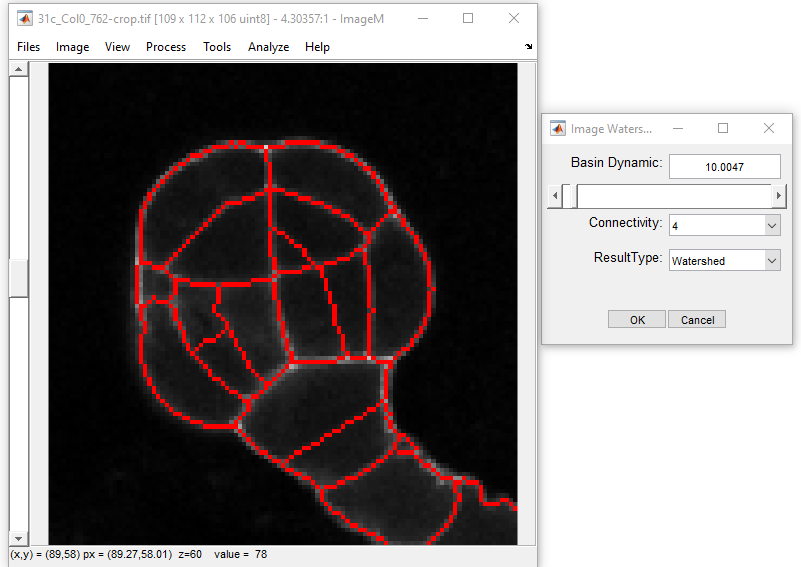 31c_Col0_762-crop.tif [109 x 112 x 106 uint8] - 4.30357:1 - ImageM
Files Image View Process Tools Analyze Help
(x,y) = (89,58) px = (89.27,58.01) z=60 value = 78
Image Waters...
Basin Dynamic: 10.0047
Connectivity: 4
ResultType: Watershed
OK Cancel